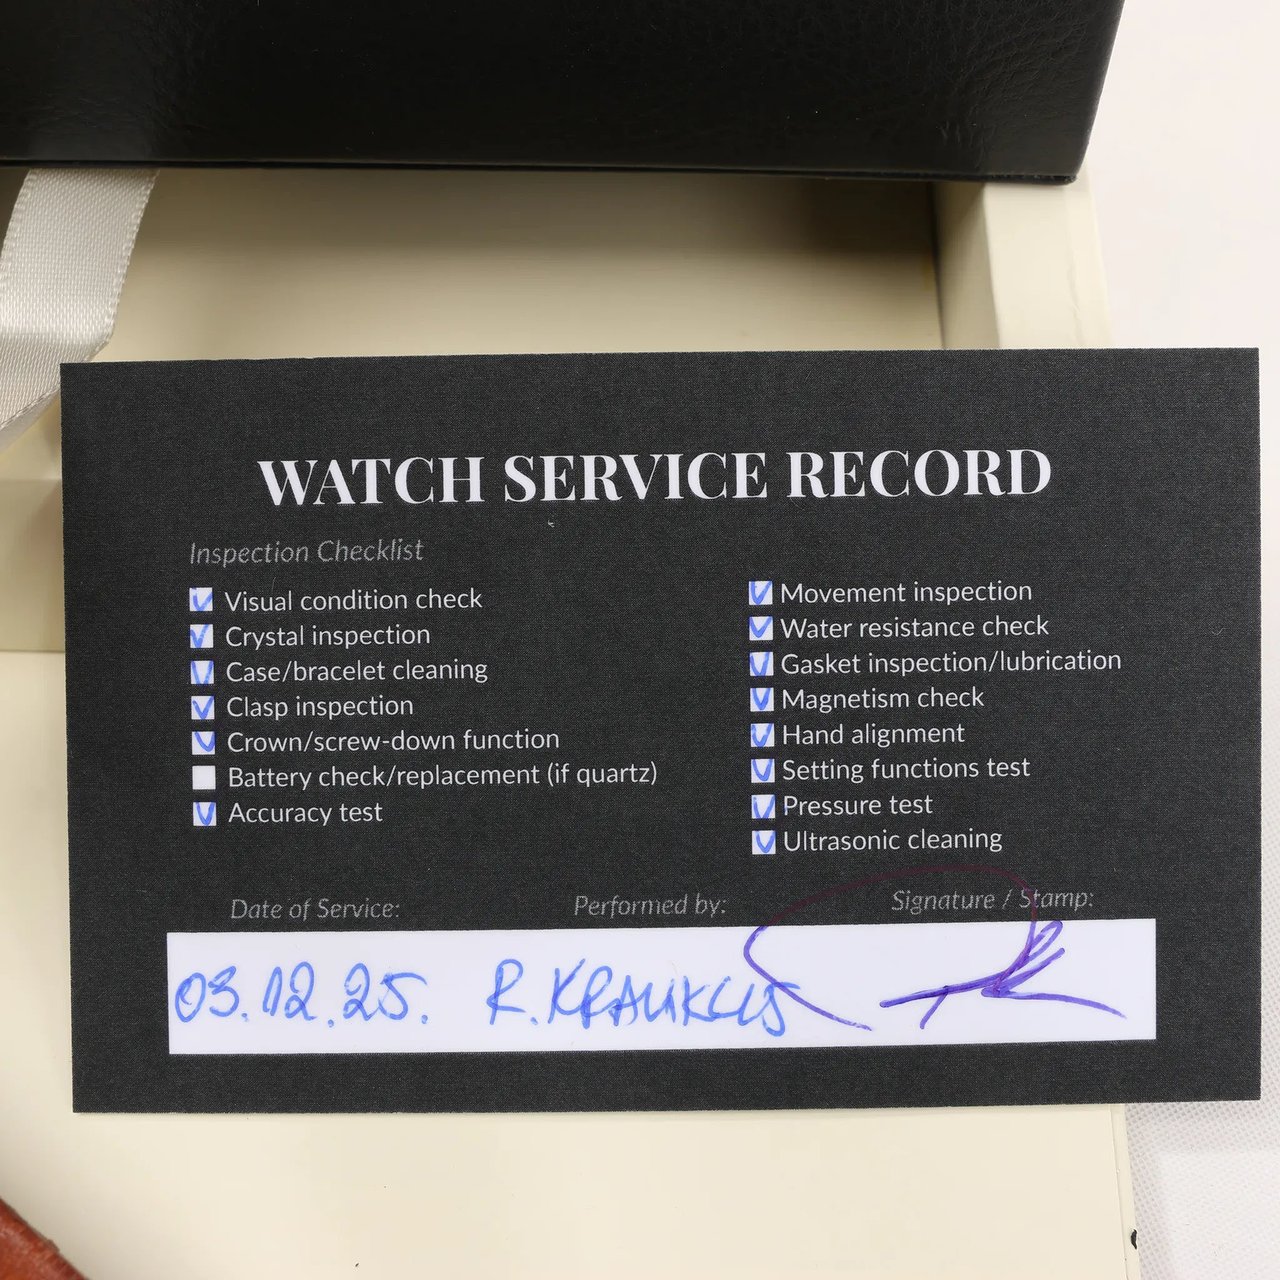 WATCH SERVICE RECORD
Inspection Checklist
Visual condition check
Crystal inspection
Case/bracelet cleaning
Clasp inspection
Crown/screw-down function
Battery check/replacement (if quartz)
Accuracy test
Movement inspection
Water resistance check
Gasket inspection/lubrication
Magnetism check
Hand alignment
Setting functions test
Pressure test
Ultrasonic cleaning
Date of Service: Performed by: Signature / Stamp:
03.12.25. R.KRAUKLIS